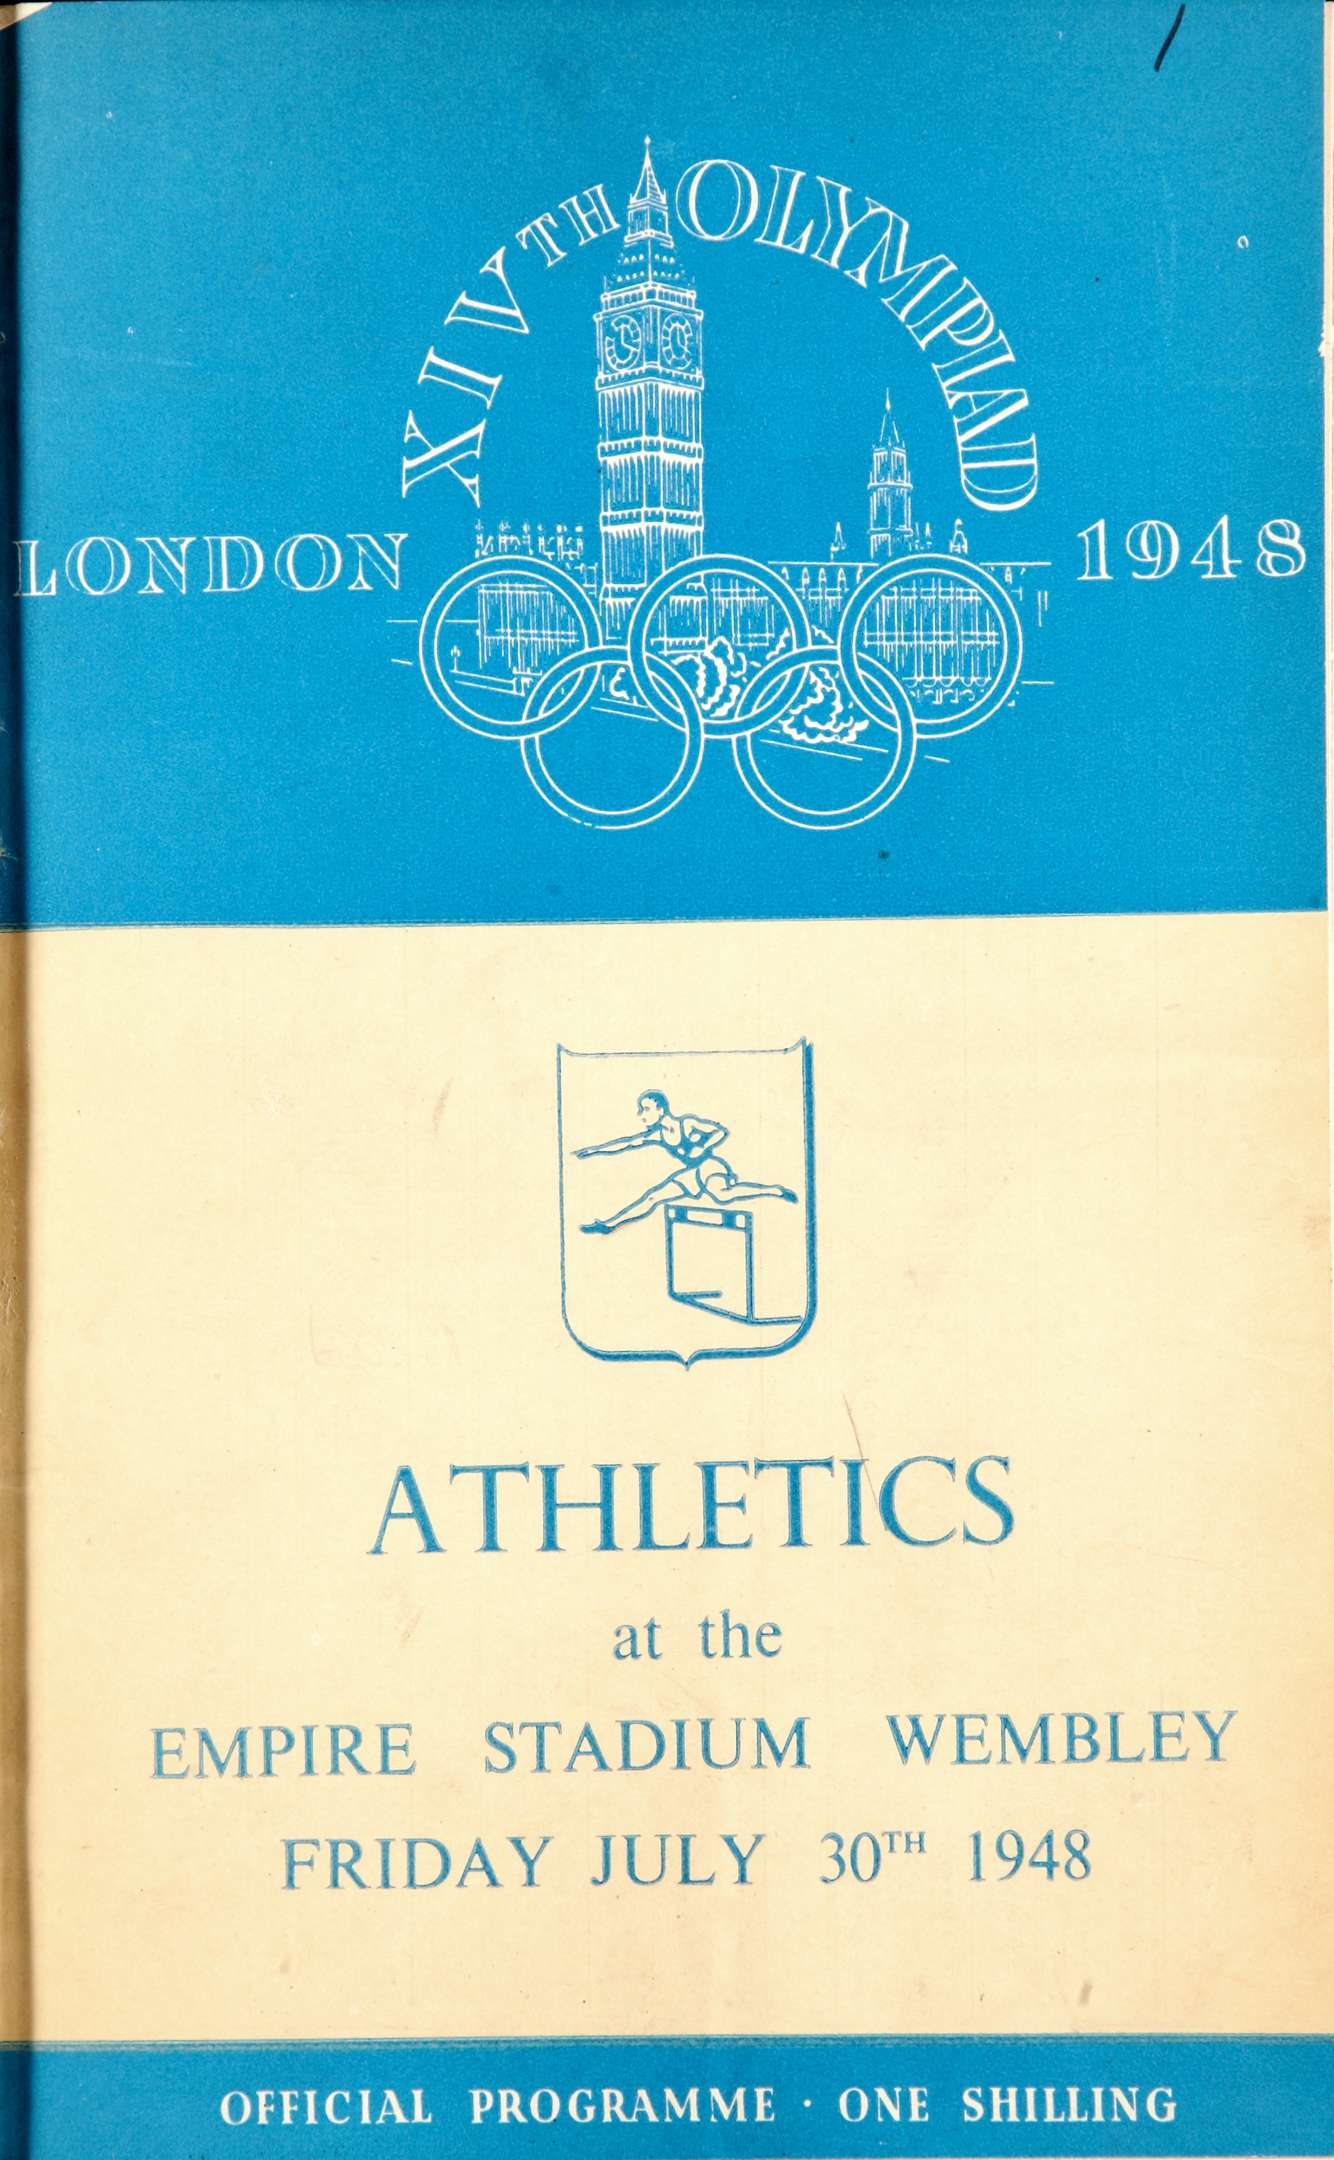 XIVTH OLYMPIAD
LONDON 1948
ATHLETICS
at the
EMPIRE STADIUM WEMBLEY
FRIDAY JULY 30TH 1948
OFFICIAL PROGRAMME · ONE SHILLING